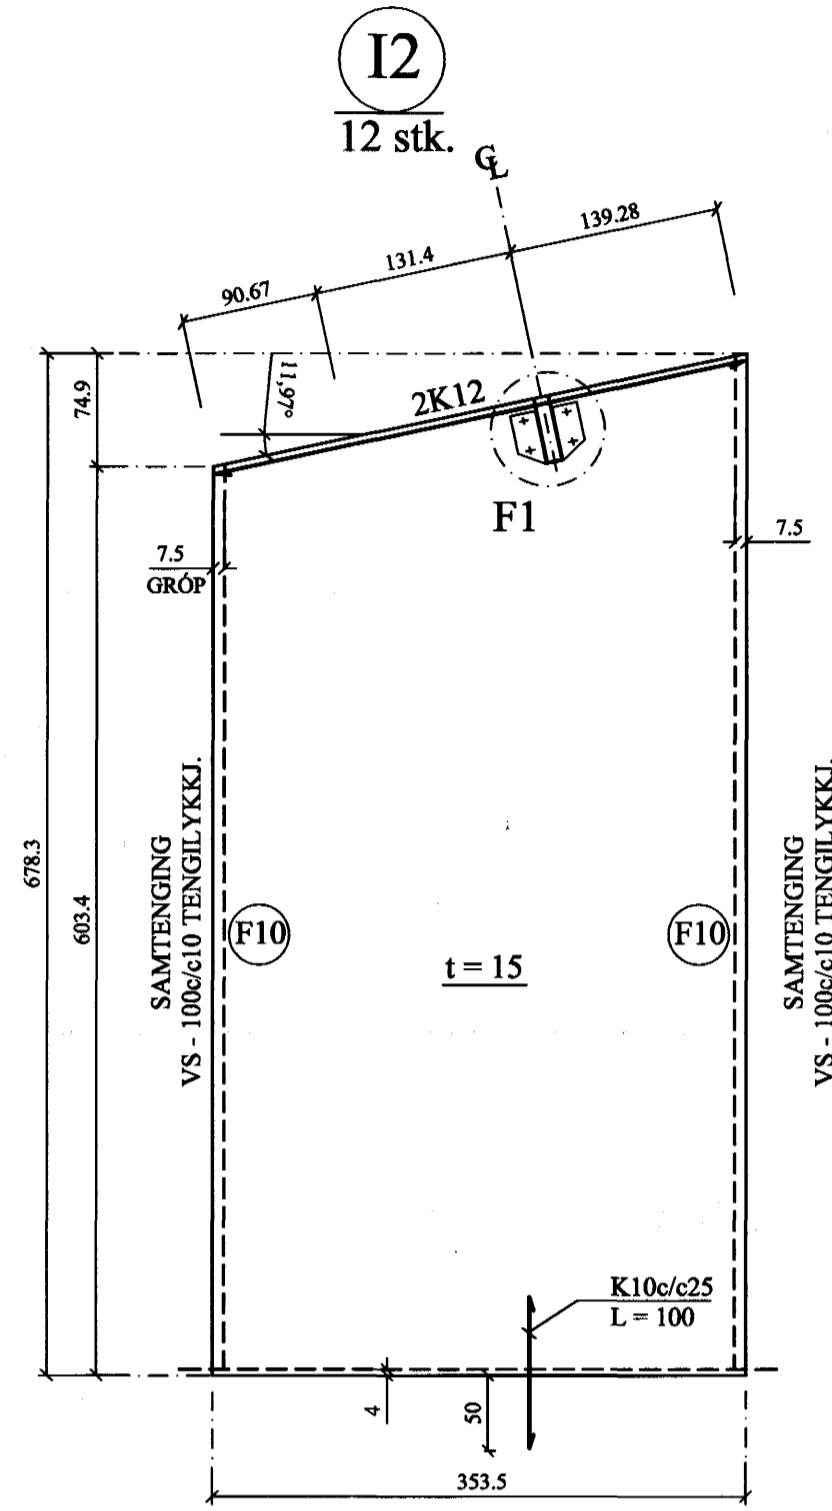 I2
12 stk.
℄
139.28
131.4
90.67
74.9
11,97°
2K12
F1
7.5
GRÓP
7.5
678.3
603.4
SAMTENGING
VS - 100c/c10 TENGILYKKJ.
F10
F10
SAMTENGING
VS - 100c/c10 TENGILYKKJ.
t = 15
K10c/c25
L = 100
4
50
353.5